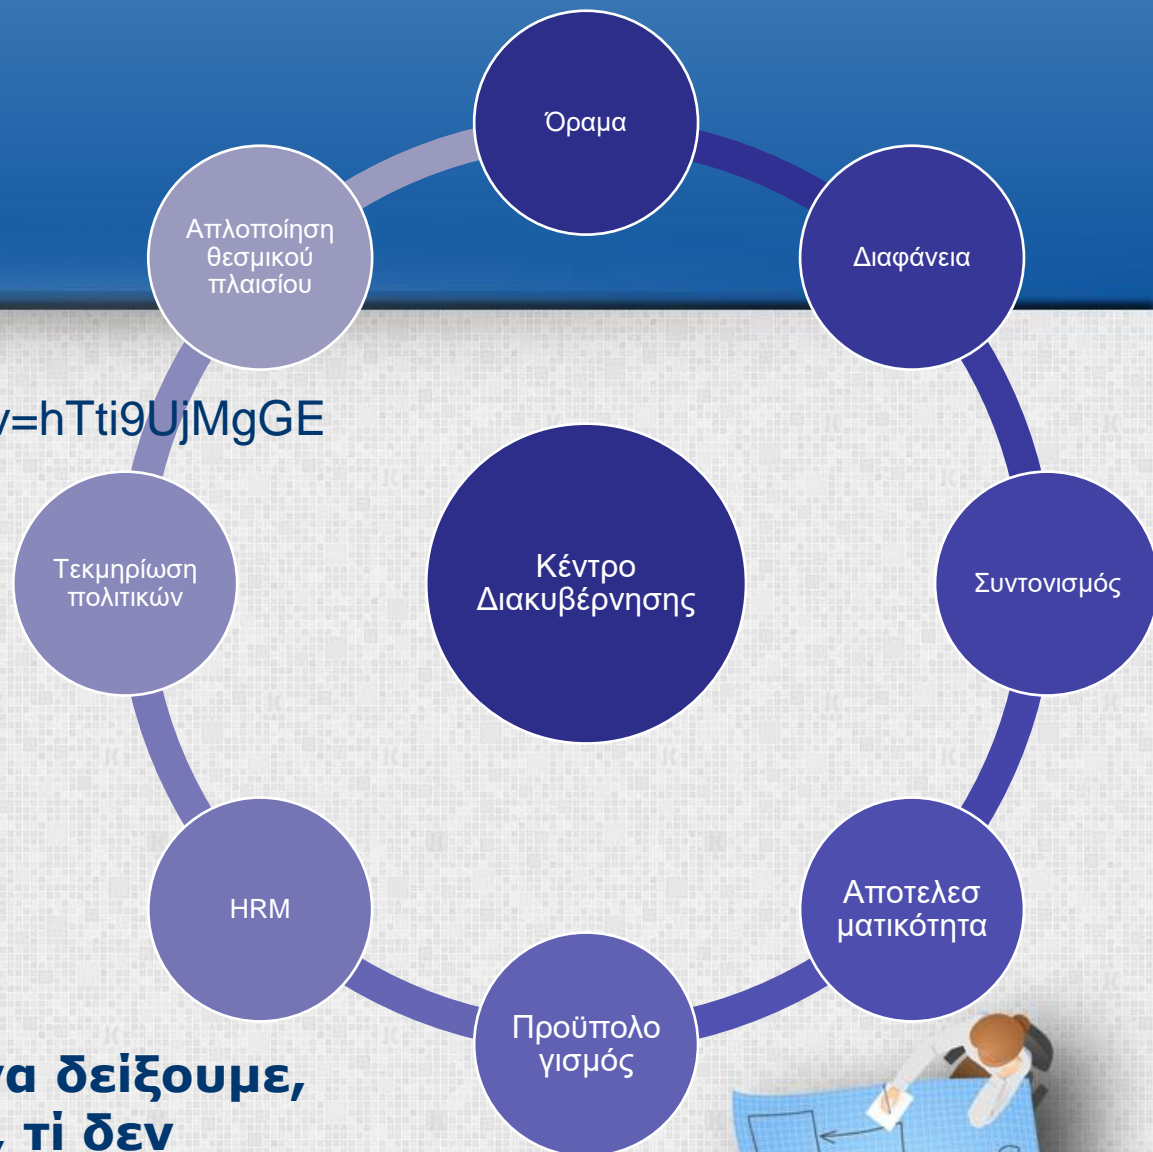 Όραμα
Απλοποίηση
θεσμικού
πλαισίου
Διαφάνεια
v=hTti9UjMgGE
Τεκμηρίωση
πολιτικών
Κέντρο
Διακυβέρνησης
Συντονισμός
HRM
Αποτελεσ
ματικότητα
Προϋπολο
γισμός
να δείξουμε,
, τί δεν